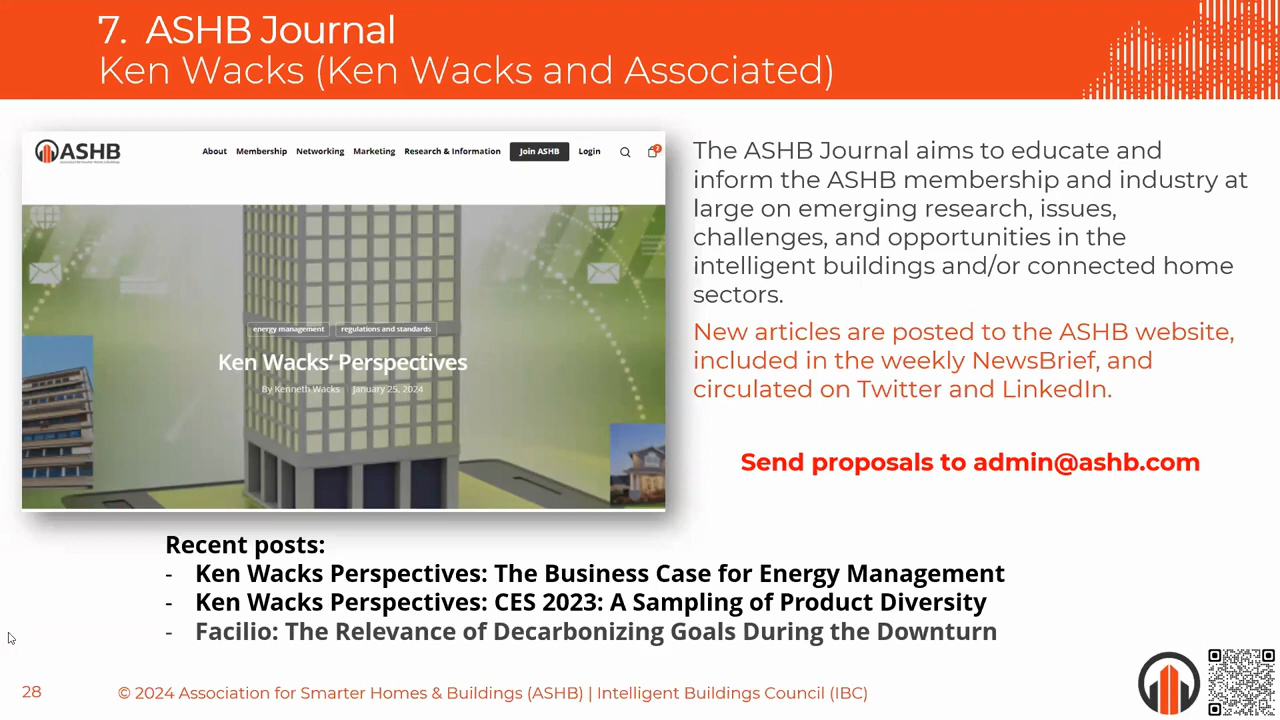 7. ASHB Journal
Ken Wacks (Ken Wacks and Associated)
ASHB
About Membership Networking Marketing Research & Information Join ASHB Login
energy management regulations and standards
Ken Wacks’ Perspectives
By Kenneth Wacks January 25, 2024
The ASHB Journal aims to educate and
inform the ASHB membership and industry at
large on emerging research, issues,
challenges, and opportunities in the
intelligent buildings and/or connected home
sectors.
New articles are posted to the ASHB website,
included in the weekly NewsBrief, and
circulated on Twitter and LinkedIn.
Send proposals to admin@ashb.com
Recent posts:
- Ken Wacks Perspectives: The Business Case for Energy Management
- Ken Wacks Perspectives: CES 2023: A Sampling of Product Diversity
- Facilio: The Relevance of Decarbonizing Goals During the Downturn
28
© 2024 Association for Smarter Homes & Buildings (ASHB) | Intelligent Buildings Council (IBC)